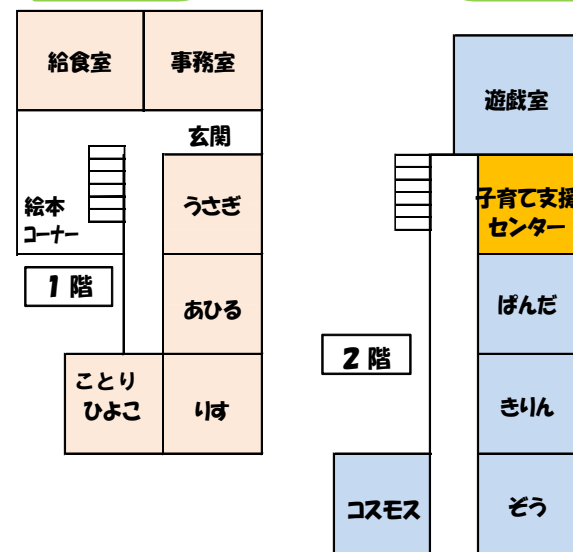 給食室
事務室
玄関
絵本
コーナー
うさぎ
1階
あひる
ことり
ひよこ
りす
遊戯室
子育て支援
センター
ぱんだ
2階
きりん
コスモス
ぞう